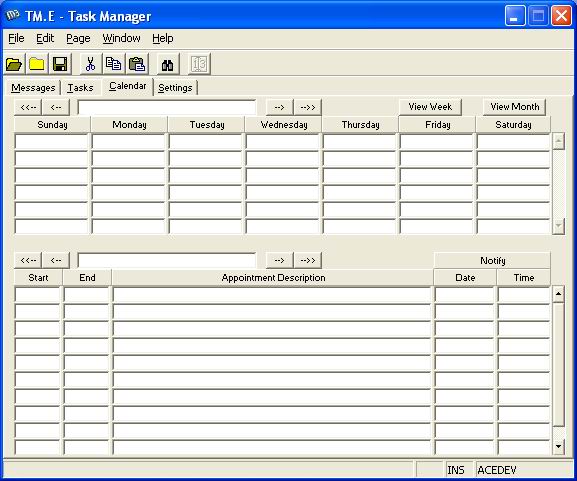 TM.E - Task Manager
File Edit Page Window Help
Messages Tasks Calendar Settings
<<-- <-- --> -->> View Week View Month
Sunday Monday Tuesday Wednesday Thursday Friday Saturday
<<-- <-- --> -->> Notify
Start End Appointment Description Date Time
INS ACEDEV